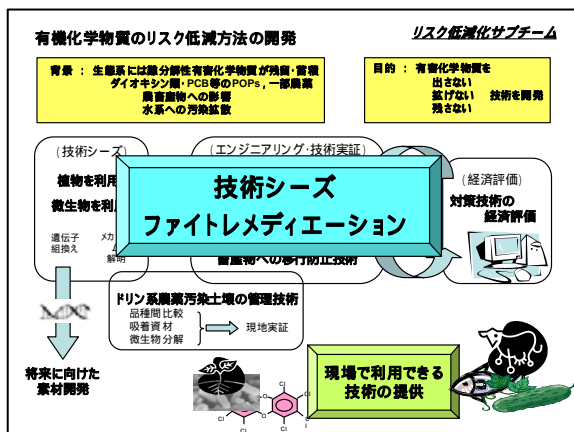 有機化学物質のリスク低減方法の開発
リスク低減化サブチーム
背景 : 生態系には難分解性有害化学物質が残留・蓄積
ダイオキシン類・PCB等のPOPs，一部農薬
農畜産物への影響
水系への汚染拡散
目的 : 有害化学物質を
出さない
拡げない 技術を開発
残さない
(技術シーズ)
植物を利用
微生物を利
遺伝子
組換え
メカ
解明
(エンジニアリング・技術実証)
技術シーズ
ファイトレメディエーション
畜産物への移行防止技術
(経済評価)
対策技術の
経済評価
ドリン系農薬汚染土壌の管理技術
品種間比較
吸着資材
微生物分解
現地実証
将来に向けた
素材開発
現場で利用できる
技術の提供
Cl
Cl
O
O
Cl
Cl